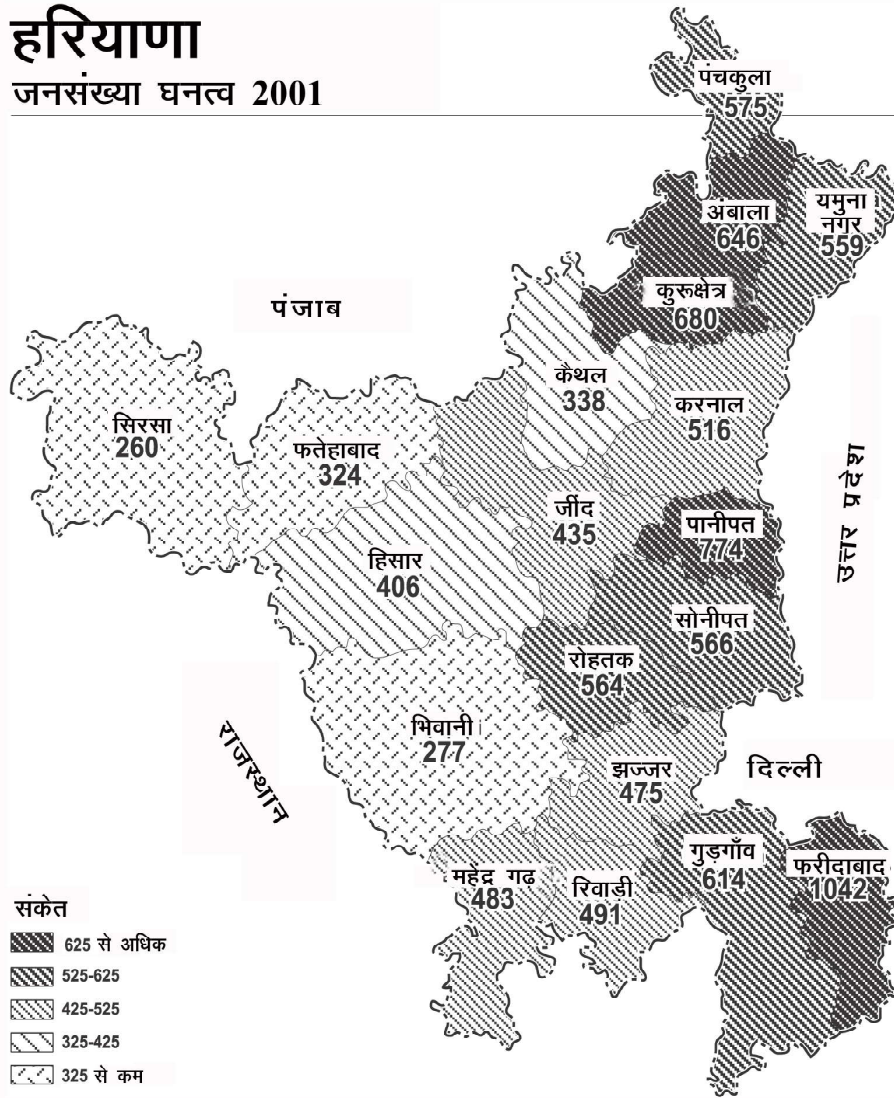 हरियाणा
जनसंख्या घनत्व 2001
पंचकुला
575
अंबाला
646
यमुना
नगर
559
कुरूक्षेत्र
680
पंजाब
कैथल
338
करनाल
516
सिरसा
260
फतेहाबाद
324
जींद
435
पानीपत
774
उत्तर प्रदेश
हिसार
406
सोनीपत
566
रोहतक
564
भिवानी
277
राजस्थान
झज्जर
475
दिल्ली
गुड़गाँव
614
फरीदाबाद
1042
महेंद्र गढ़
483
रिवाडी
491
संकेत
625 से अधिक
525-625
425-525
325-425
325 से कम